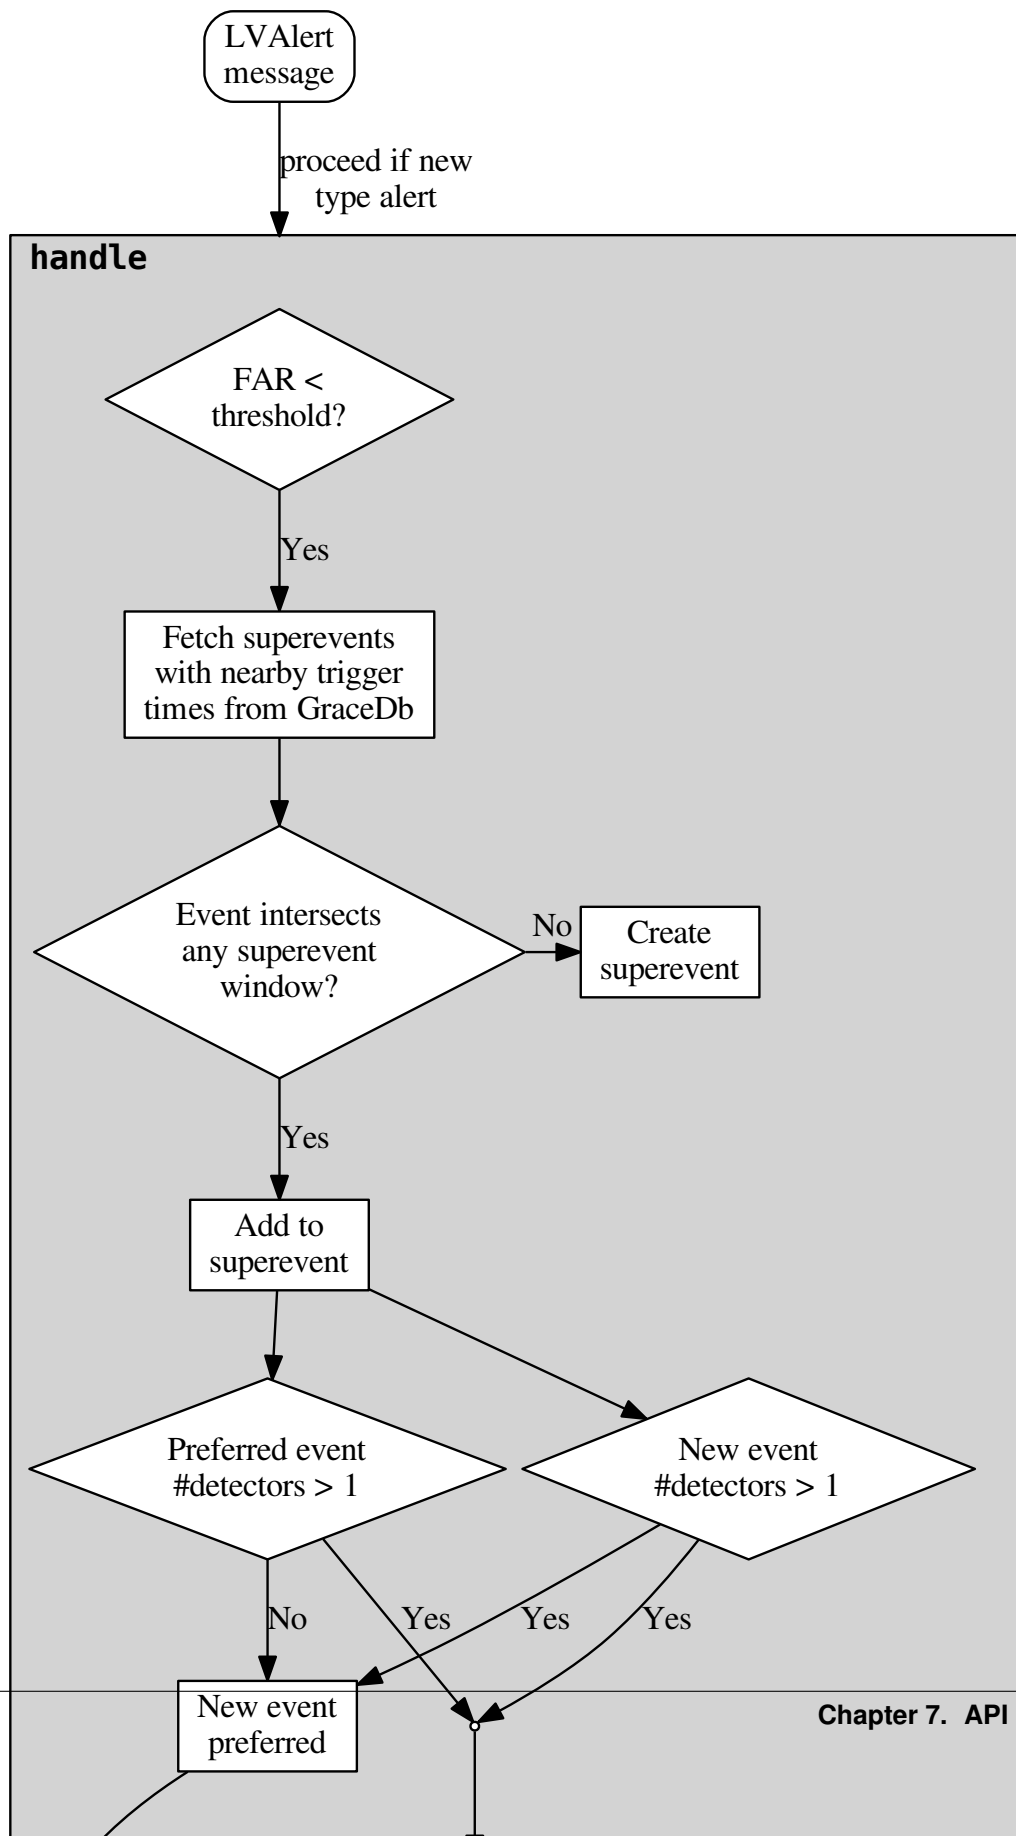 LVAlert
message
proceed if new
type alert
handle
FAR <
threshold?
Yes
Fetch superevents
with nearby trigger
times from GraceDb
Event intersects
any superevent
window?
No
Create
superevent
Yes
Add to
superevent
Preferred event
#detectors > 1
New event
#detectors > 1
No
Yes
Yes
Yes
New event
preferred
Chapter 7. API